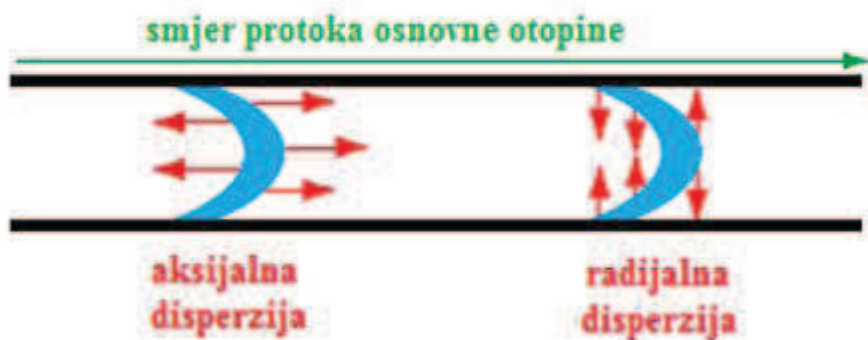 smjer protoka osnovne otopine
aksijalna
disperzija
radijalna
disperzija